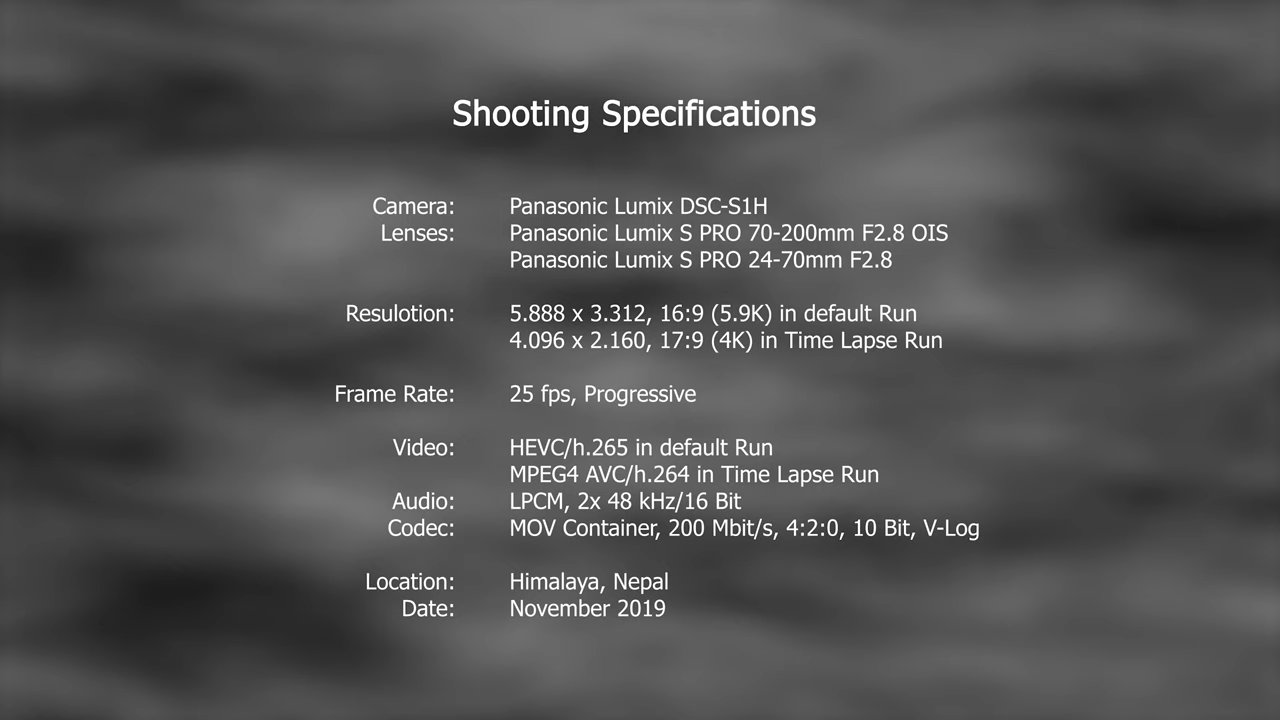 Shooting Specifications
Camera: Panasonic Lumix DSC-S1H
Lenses: Panasonic Lumix S PRO 70-200mm F2.8 OIS
Panasonic Lumix S PRO 24-70mm F2.8
Resulotion: 5.888 x 3.312, 16:9 (5.9K) in default Run
4.096 x 2.160, 17:9 (4K) in Time Lapse Run
Frame Rate: 25 fps, Progressive
Video: HEVC/h.265 in default Run
MPEG4 AVC/h.264 in Time Lapse Run
Audio: LPCM, 2x 48 kHz/16 Bit
Codec: MOV Container, 200 Mbit/s, 4:2:0, 10 Bit, V-Log
Location: Himalaya, Nepal
Date: November 2019